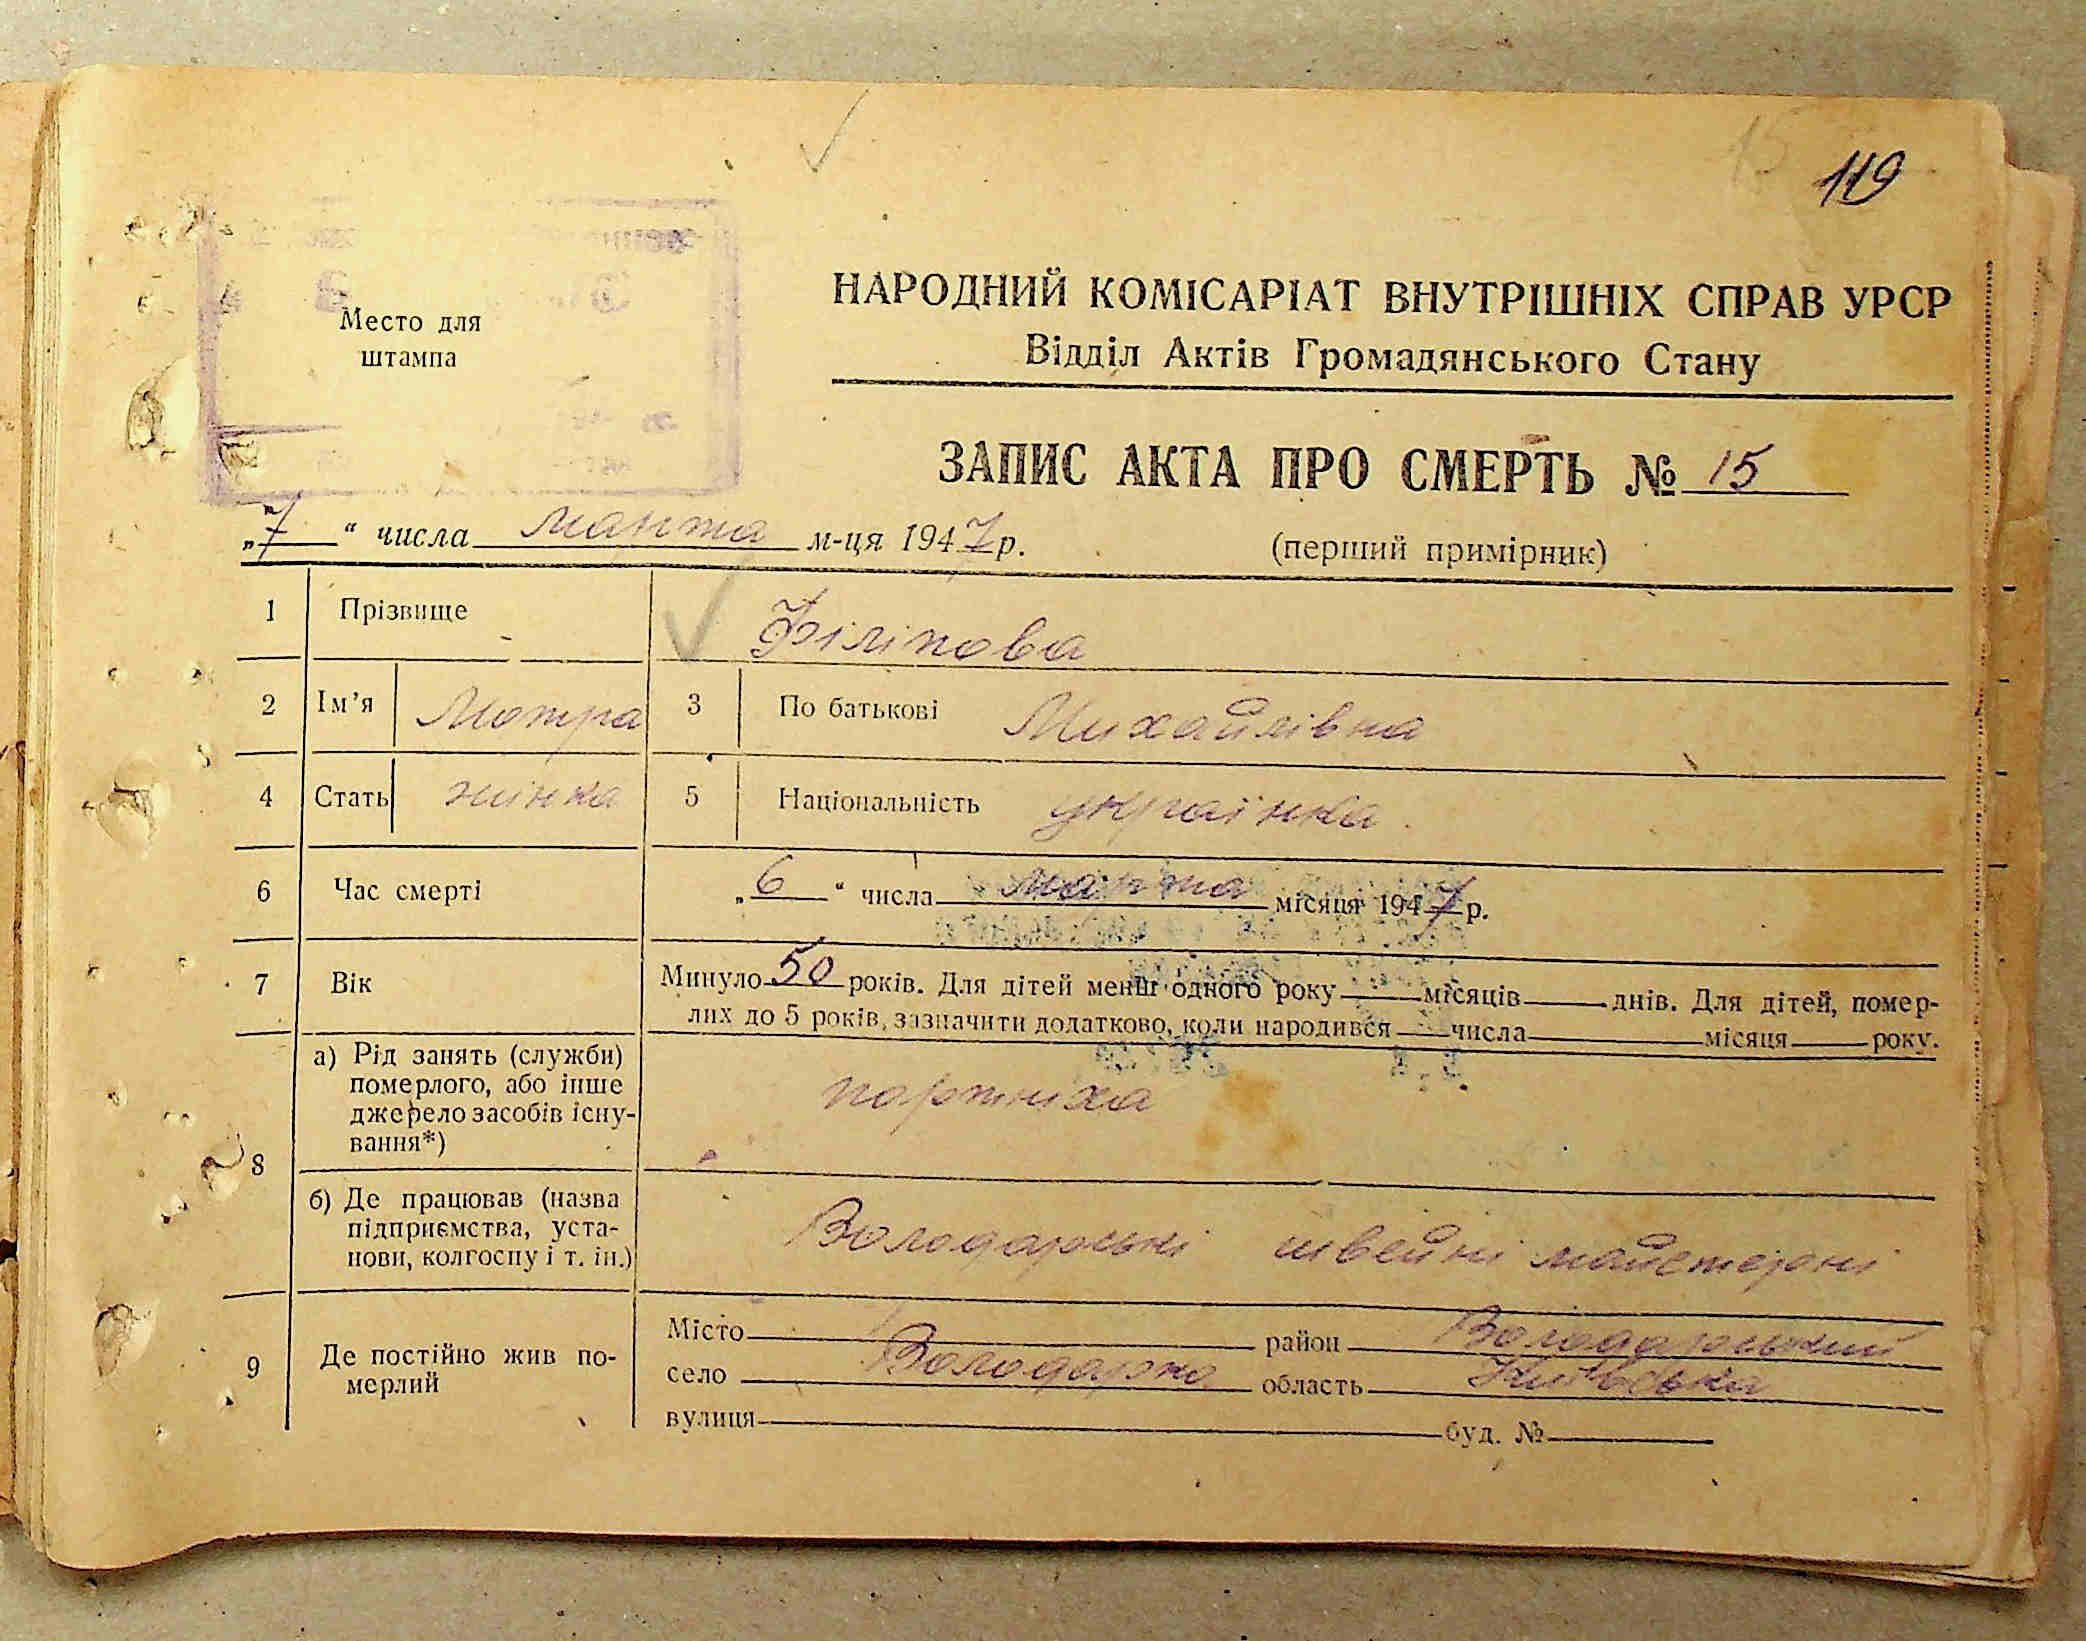 119
Место для
штампа
НАРОДНИЙ КОМІСАРІАТ ВНУТРІШНІХ СПРАВ УРСР
Відділ Актів Громадянського Стану
ЗАПИС АКТА ПРО СМЕРТЬ № 15
„7“ числа марта м-ця 1947 р. (перший примірник)
1 Прізвище Філіпова
2 Ім’я Мотра 3 По батькові Михайлівна
4 Стать жінка 5 Національність українка.
6 Час смерті „6“ числа марта місяця 1947 р.
7 Вік Минуло 50 років. Для дітей менш одного року місяців днів. Для дітей, помер-
лих до 5 років, зазначити додатково, коли народився числа місяця року.
8 а) Рід занять (служби)
померлого, або інше
джерело засобів існу-
вання*) портниха
б) Де працював (назва
підприємства, уста-
нови, колгоспу і т. ін.) Володарські швейні майстерні
9 Де постійно жив по-
мерлий
Місто район Володарський
село Володарка область Київська
вулиця буд. №